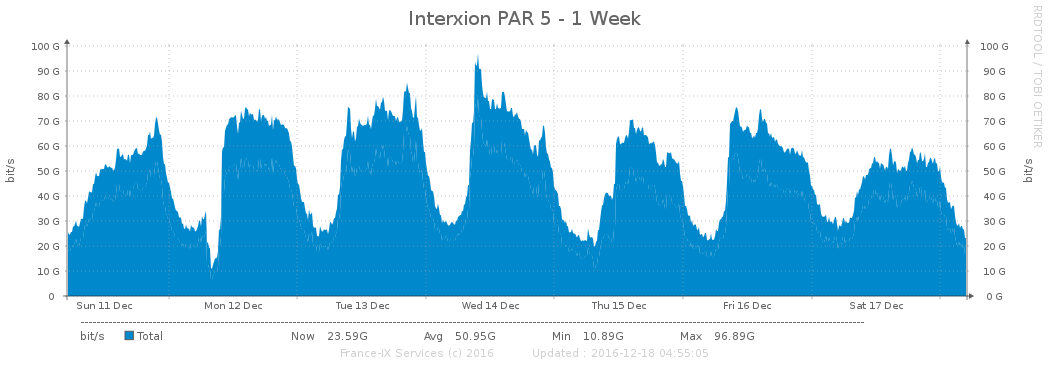 Interxion PAR 5 - 1 Week
RRDTOOL / TOBI OETIKER
100 G 100 G
90 G 90 G
80 G 80 G
70 G 70 G
60 G 60 G
50 G 50 G
40 G 40 G
30 G 30 G
20 G 20 G
10 G 10 G
0 0 G
bit/s bit/s
Sun 11 Dec Mon 12 Dec Tue 13 Dec Wed 14 Dec Thu 15 Dec Fri 16 Dec Sat 17 Dec
bit/s Total Now 23.59G Avg 50.95G Min 10.89G Max 96.89G
France-IX Services (c) 2016 Updated : 2016-12-18 04:55:05